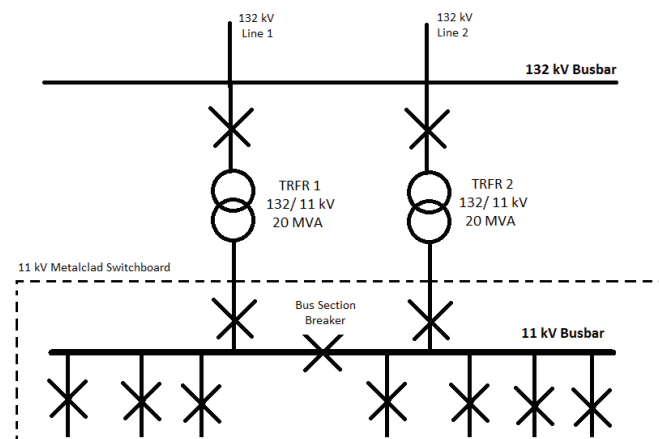 132 kV
Line 1
132 kV
Line 2
132 kV Busbar
TRFR 1
132/ 11 kV
20 MVA
TRFR 2
132/ 11 kV
20 MVA
11 kV Metalclad Switchboard
Bus Section
Breaker
11 kV Busbar